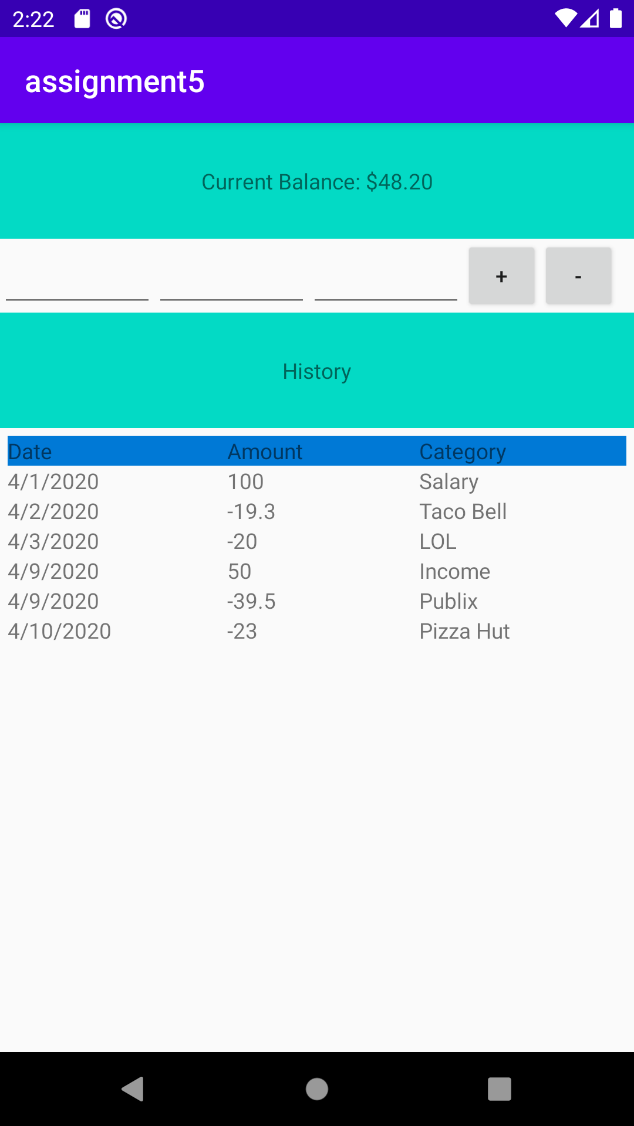 2:22
assignment5
Current Balance: $48.20
+ -
History
Date Amount Category
4/1/2020 100 Salary
4/2/2020 -19.3 Taco Bell
4/3/2020 -20 LOL
4/9/2020 50 Income
4/9/2020 -39.5 Publix
4/10/2020 -23 Pizza Hut